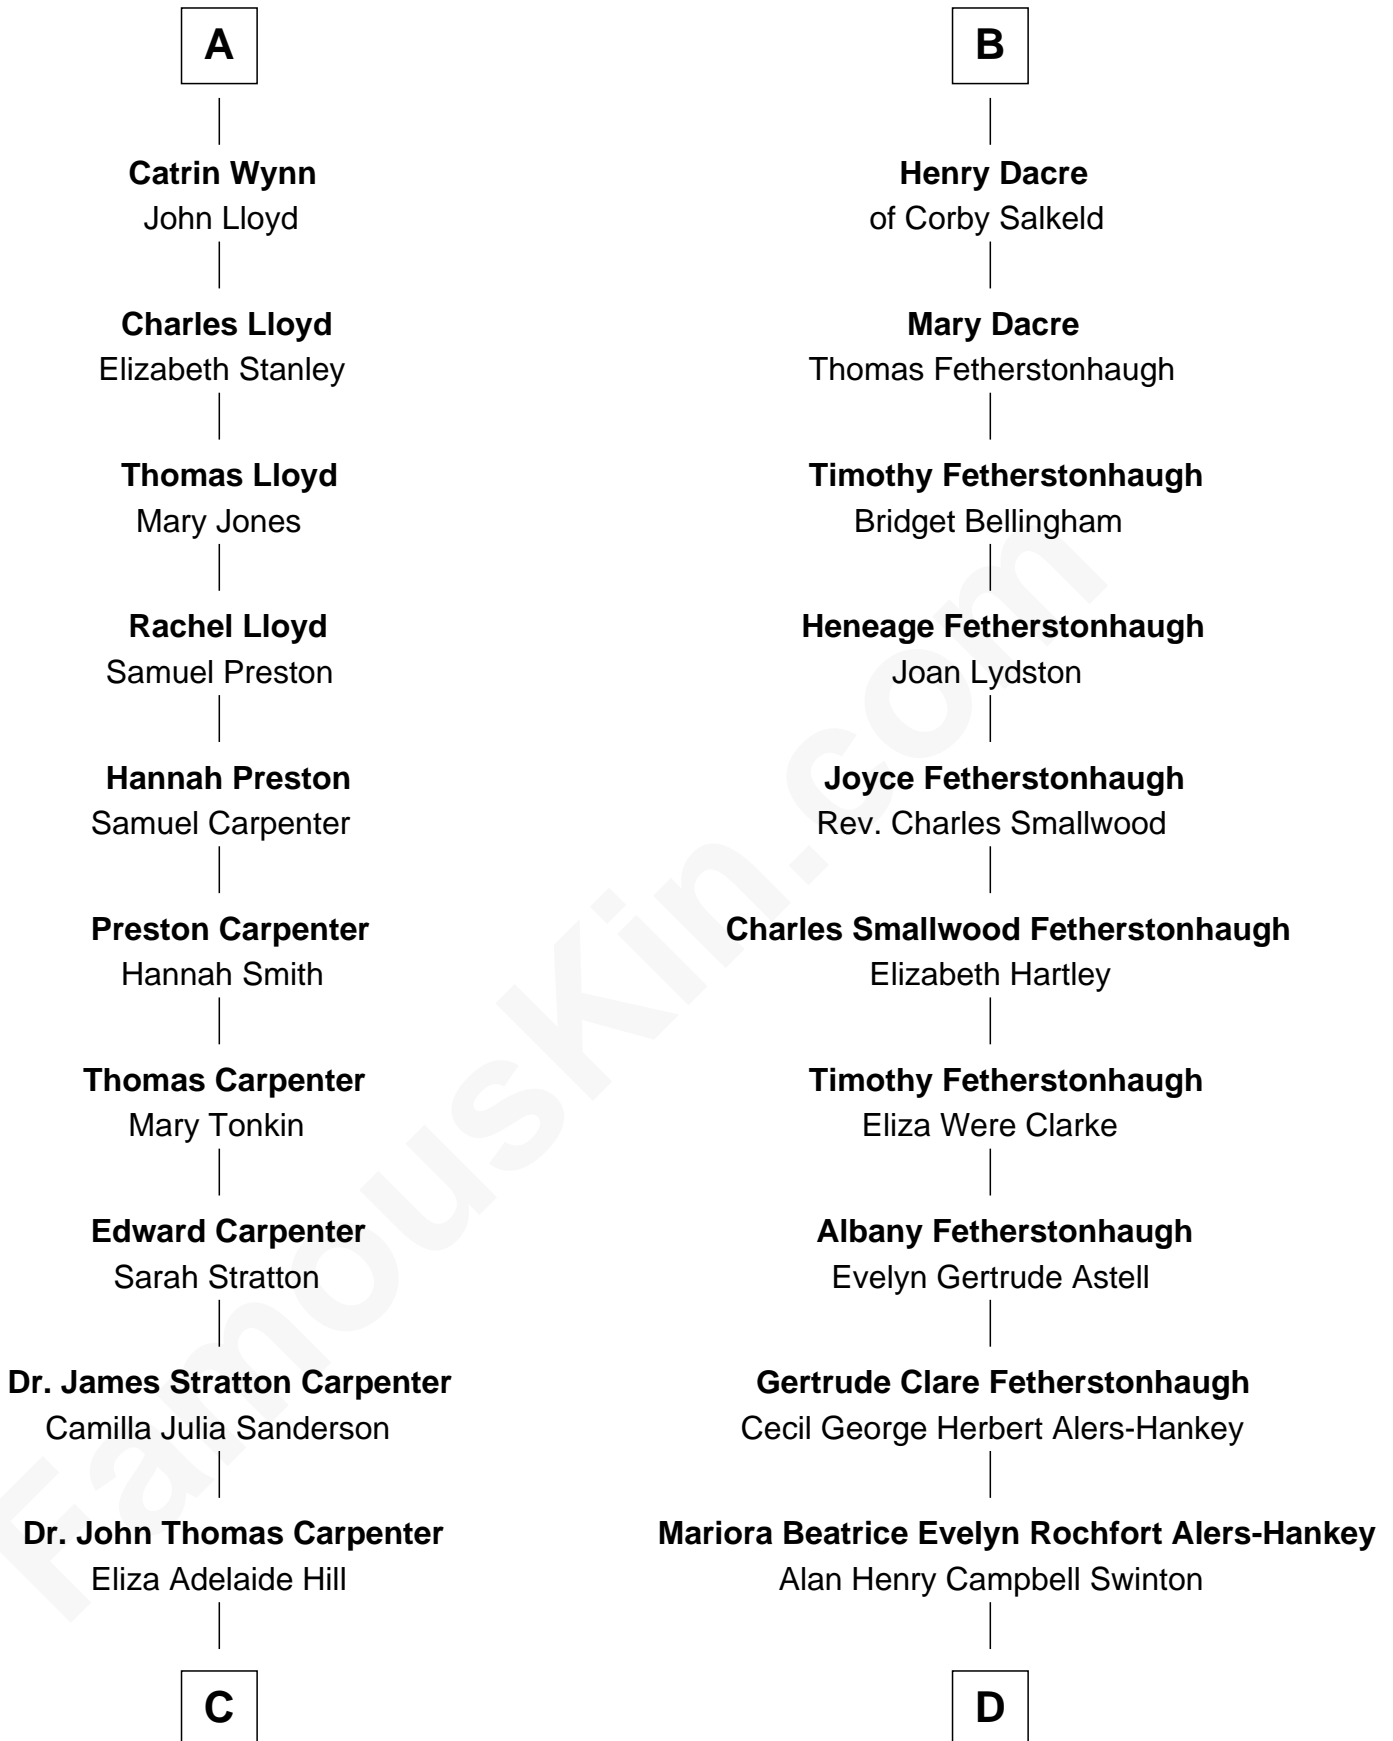 A
Catrin Wynn
John Lloyd
Charles Lloyd
Elizabeth Stanley
Thomas Lloyd
Mary Jones
Rachel Lloyd
Samuel Preston
Hannah Preston
Samuel Carpenter
Preston Carpenter
Hannah Smith
Thomas Carpenter
Mary Tonkin
Edward Carpenter
Sarah Stratton
Dr. James Stratton Carpenter
Camilla Julia Sanderson
Dr. John Thomas Carpenter
Eliza Adelaide Hill
C
B
Henry Dacre
of Corby Salkeld
Mary Dacre
Thomas Fetherstonhaugh
Timothy Fetherstonhaugh
Bridget Bellingham
Heneage Fetherstonhaugh
Joan Lydston
Joyce Fetherstonhaugh
Rev. Charles Smallwood
Charles Smallwood Fetherstonhaugh
Elizabeth Hartley
Timothy Fetherstonhaugh
Eliza Were Clarke
Albany Fetherstonhaugh
Evelyn Gertrude Astell
Gertrude Clare Fetherstonhaugh
Cecil George Herbert Alers-Hankey
Mariora Beatrice Evelyn Rochfort Alers-Hankey
Alan Henry Campbell Swinton
D
FamousKin.com